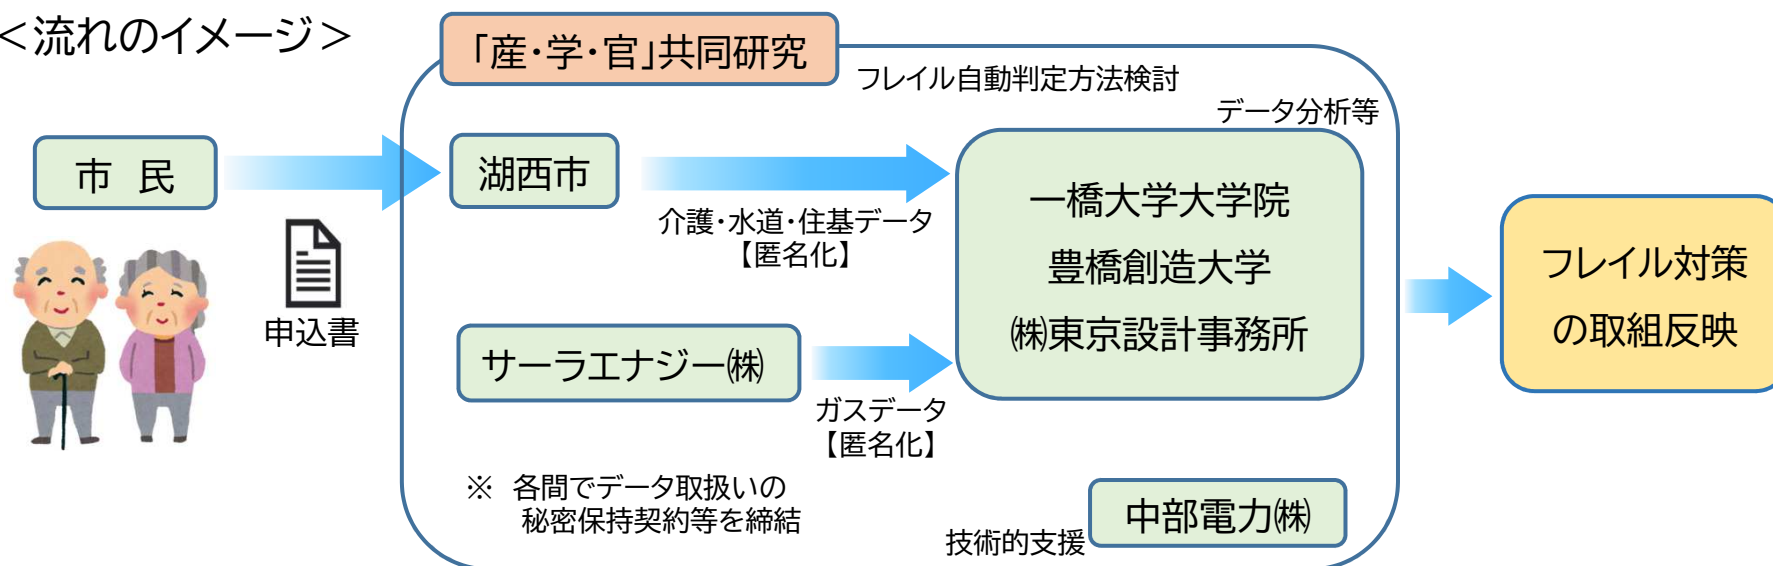 ＜流れのイメージ＞
「産・学・官」共同研究
フレイル自動判定方法検討
データ分析等
市　民
申込書
湖西市
介護・水道・住基データ
【匿名化】
サーラエナジー㈱
ガスデータ
【匿名化】
※　各間でデータ取扱いの
秘密保持契約等を締結
一橋大学大学院
豊橋創造大学
㈱東京設計事務所
技術的支援
中部電力㈱
フレイル対策
の取組反映